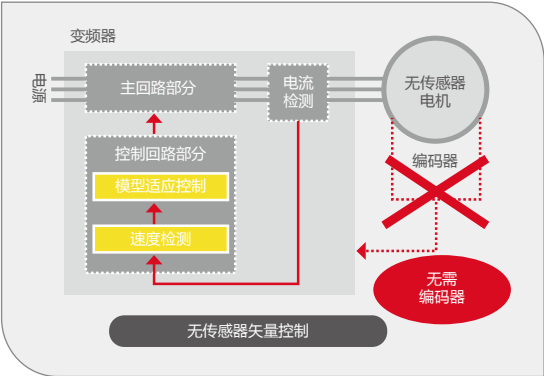 变频器
电源
主回路部分
电流
检测
无传感器
电机
控制回路部分
模型适应控制
速度检测
编码器
无需
编码器
无传感器矢量控制